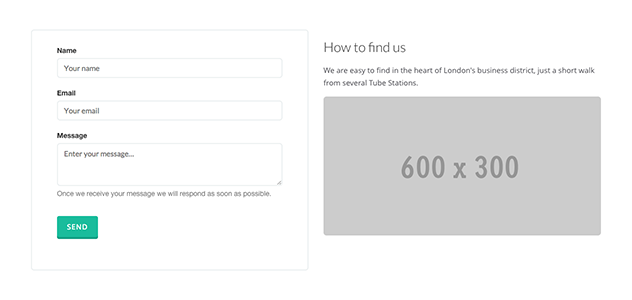 Name
Your name
Email
Your email
Message
Enter your message...
Once we receive your message we will respond as soon as possible.
SEND
How to find us
We are easy to find in the heart of London's business district, just a short walk
from several Tube Stations.
600 x 300